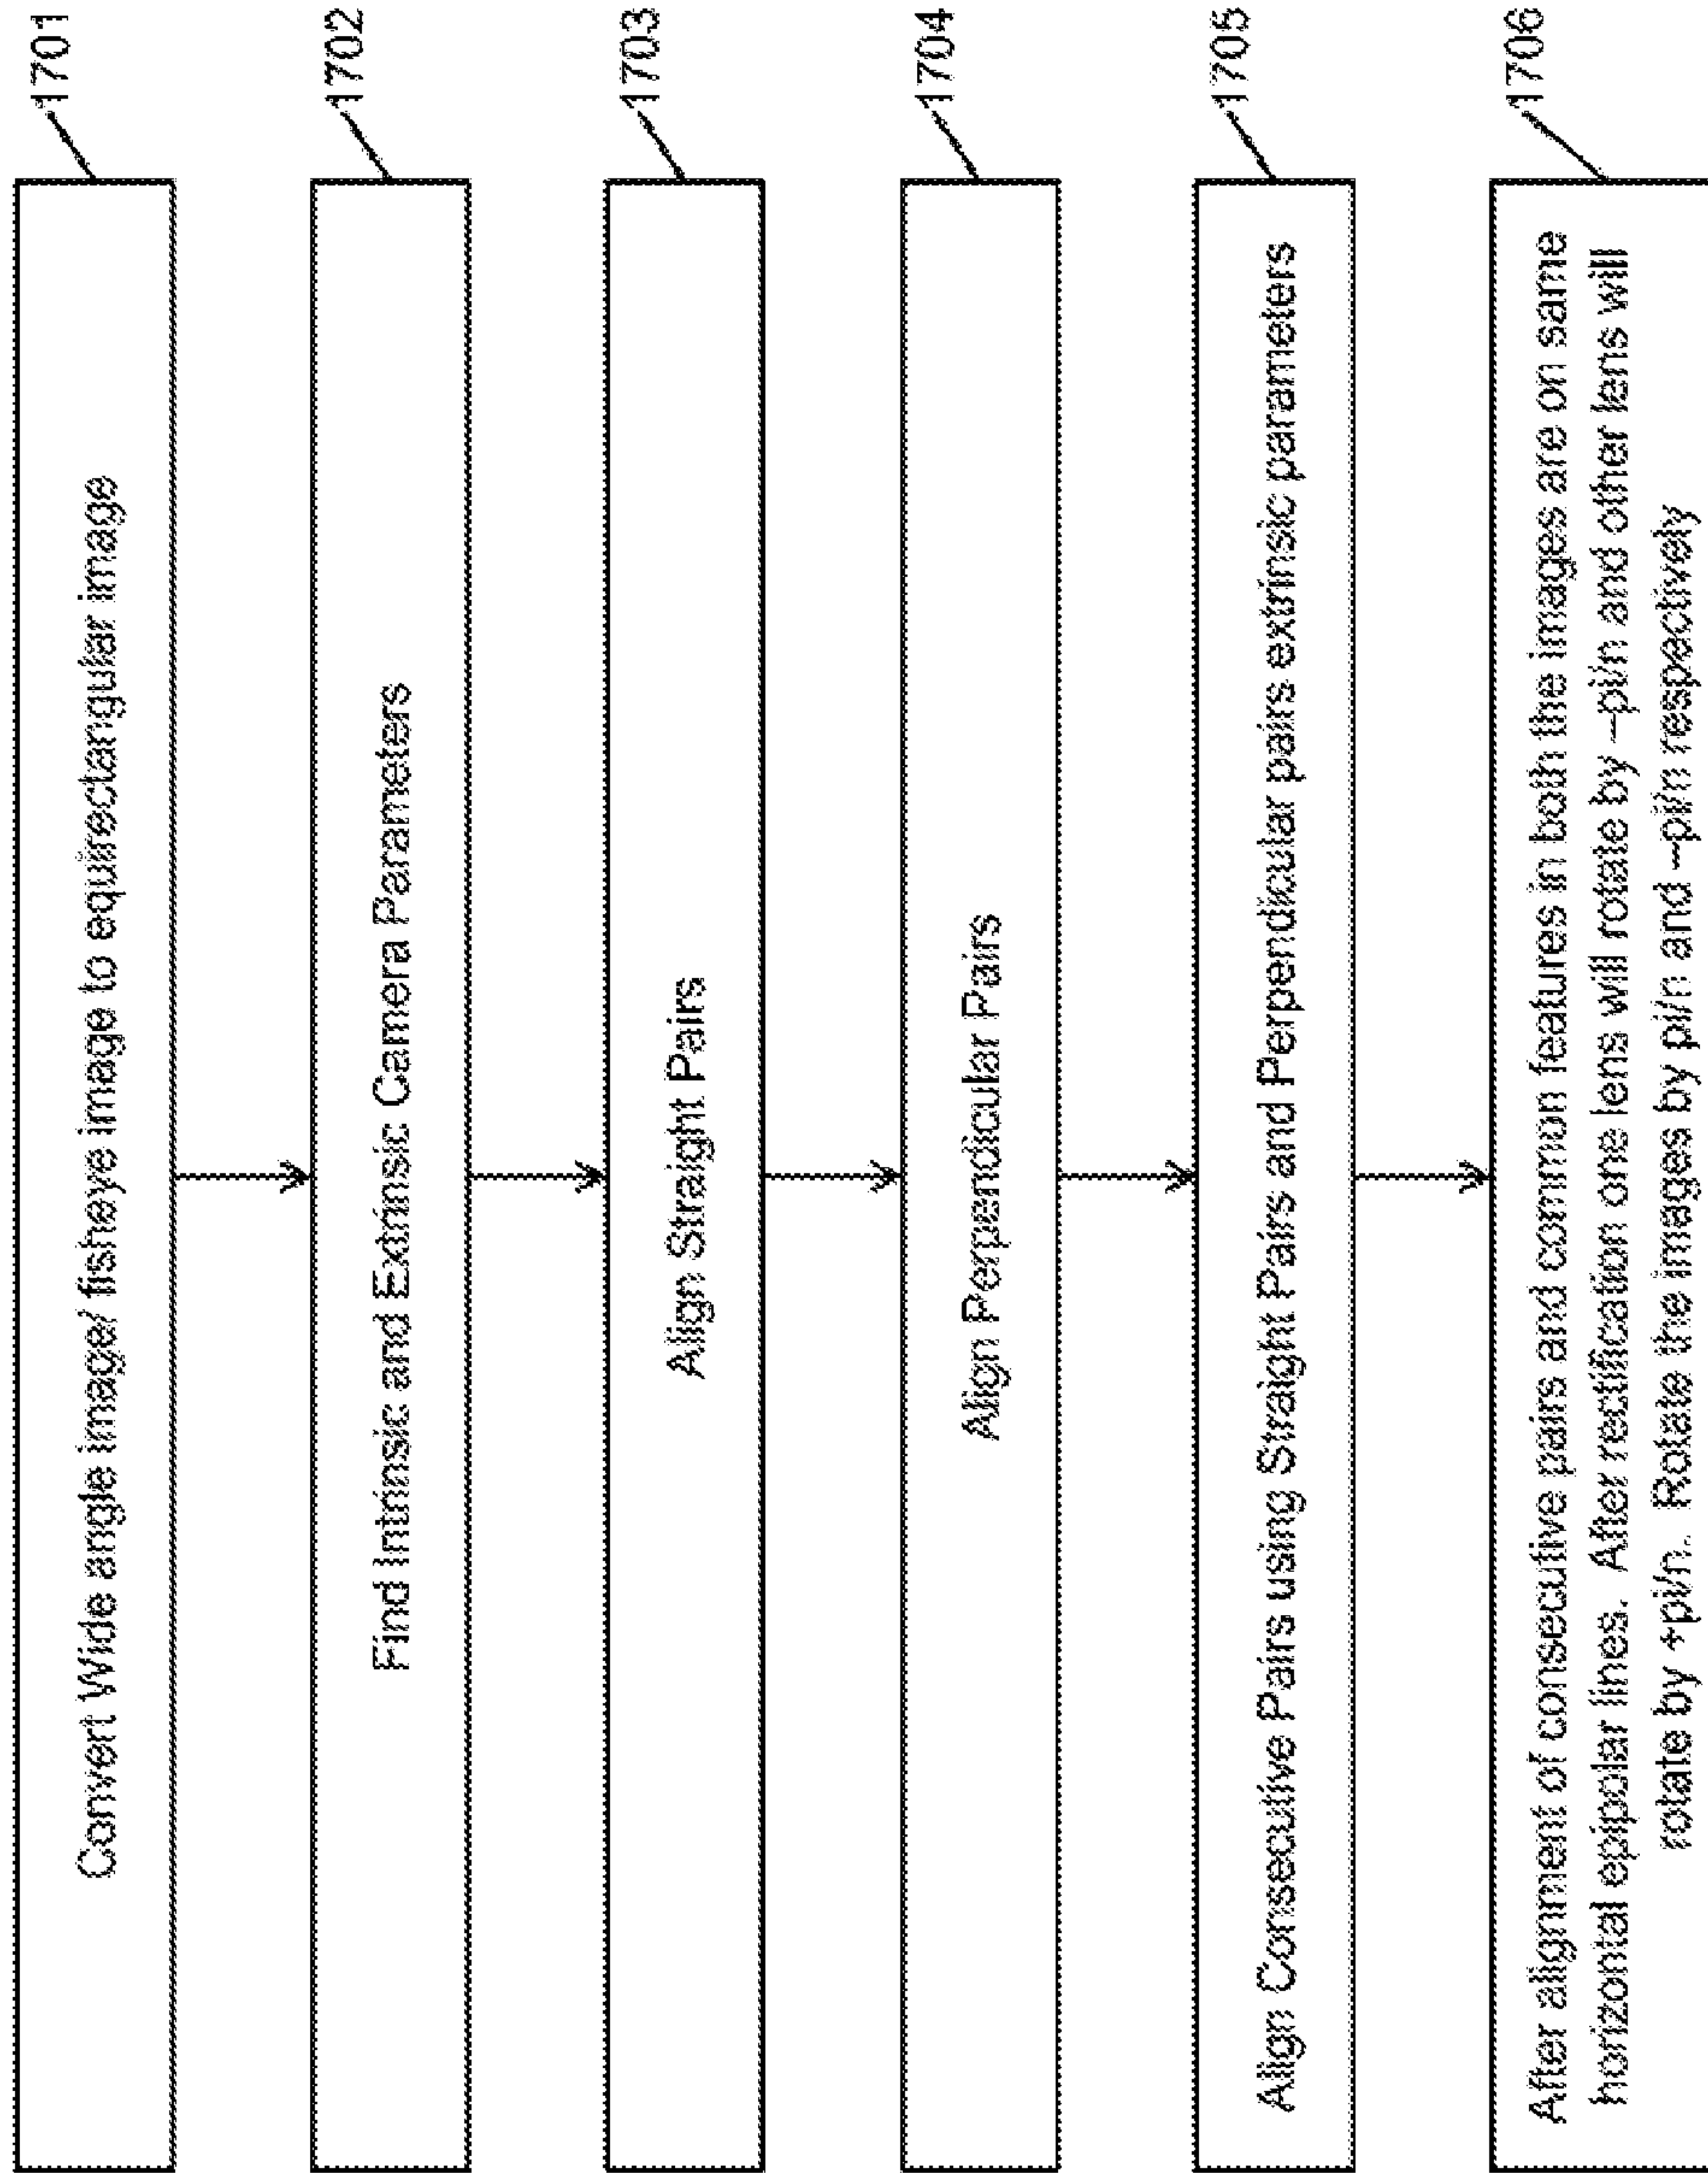 Convert Wide angle image/ fisheye image to equirectangular image
1701
Find Intrinsic and Extrinsic Camera Parameters
1702
Align Straight Pairs
1703
Align Perpendicular Pairs
1704
Align Consecutive Pairs using Straight Pairs and Perpendicular pairs extrinsic parameters
1705
After alignment of consecutive pairs and common features in both the images are on same
horizontal epipolar lines. After rectification one lens will rotate by –pi/n and other lens will
rotate by +pi/n. Rotate the images by pi/n and –pi/n respectively
1706